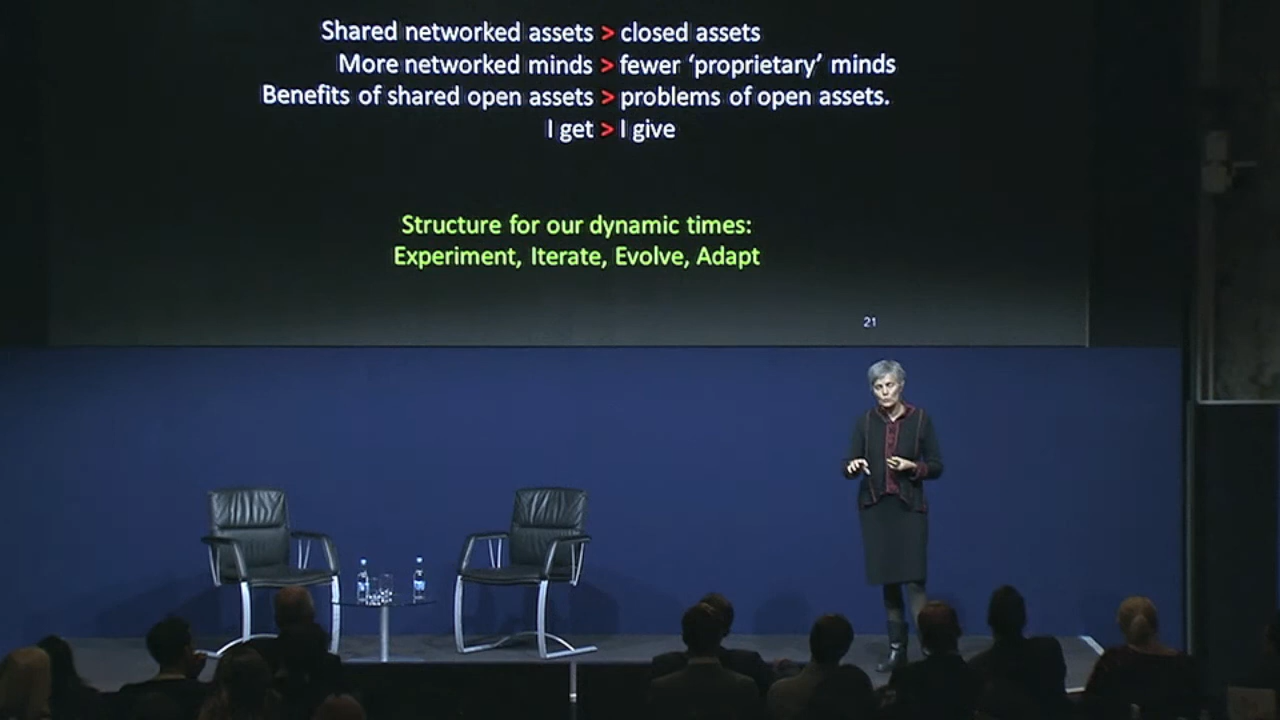 Shared networked assets > closed assets
More networked minds > fewer ‘proprietary’ minds
Benefits of shared open assets > problems of open assets.
I get > I give
Structure for our dynamic times:
Experiment, Iterate, Evolve, Adapt
21